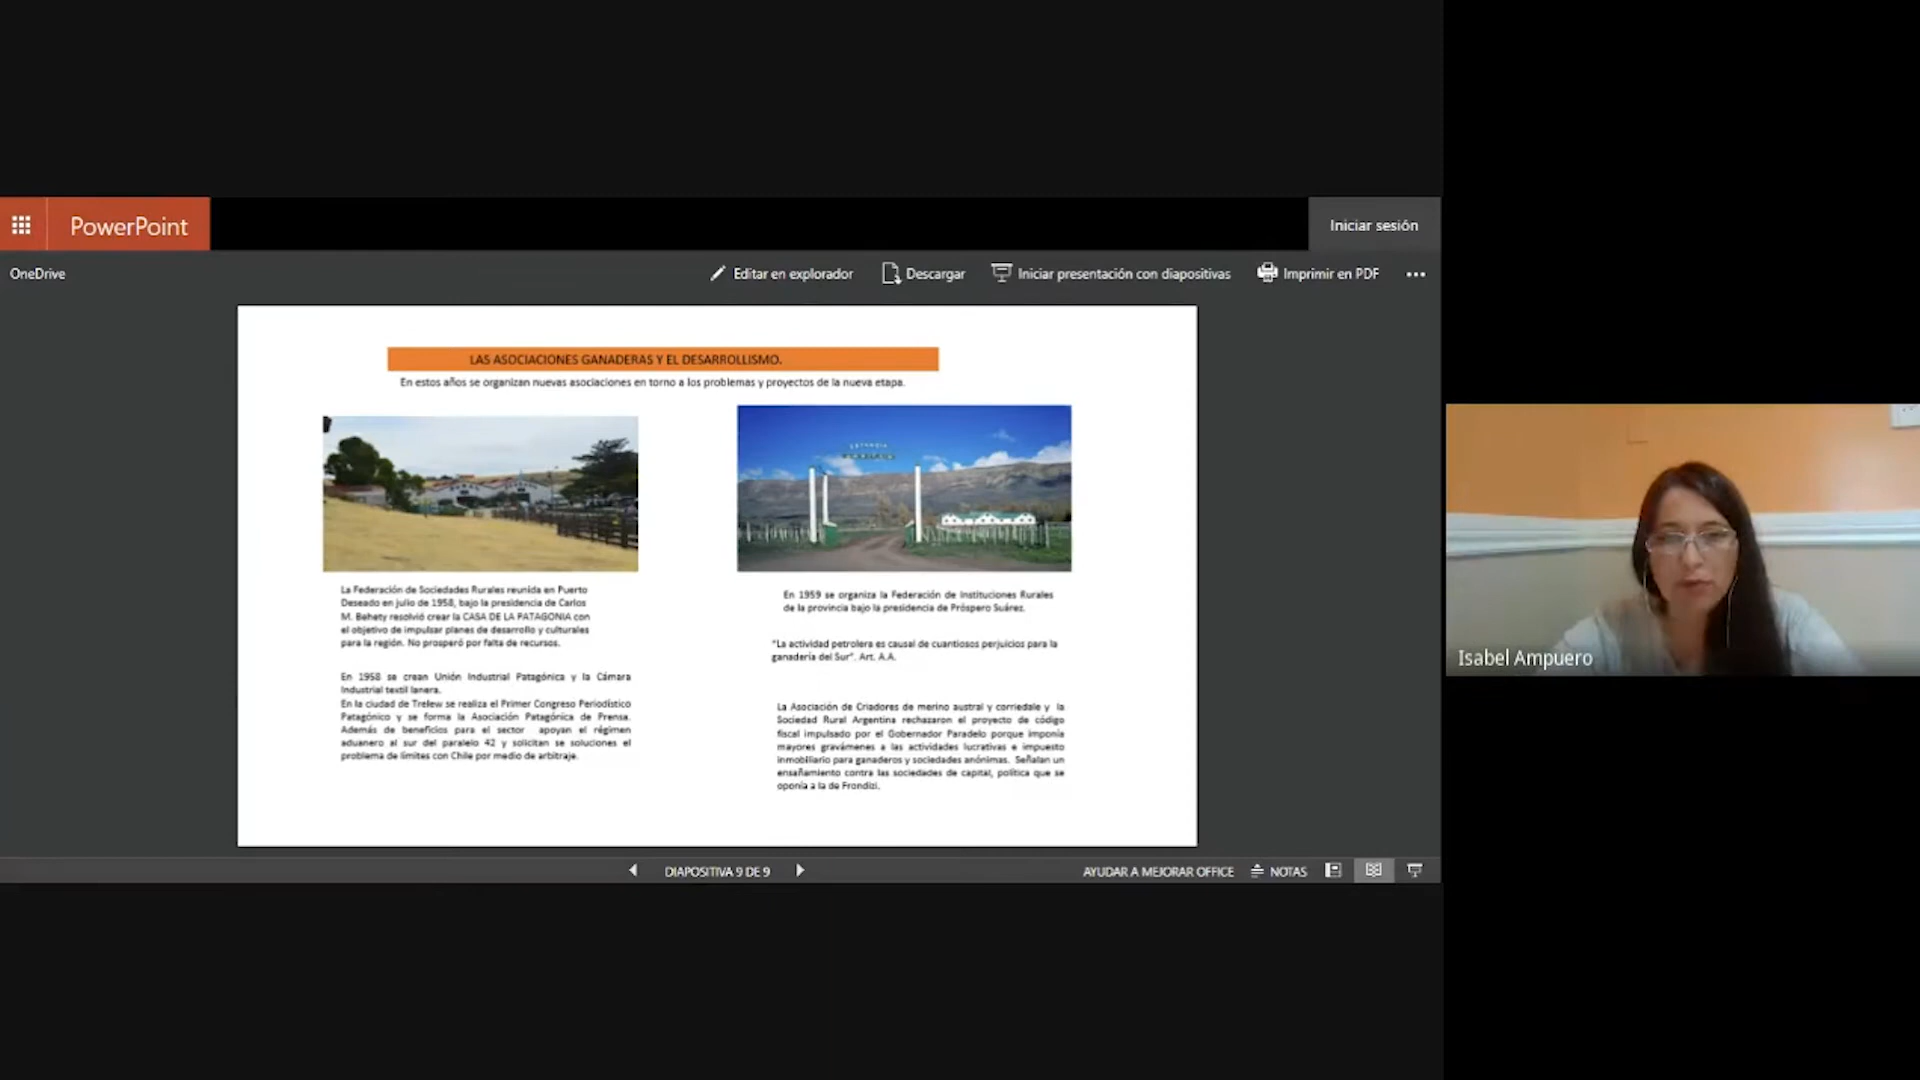 PowerPoint
Iniciar sesión
OneDrive
Editar en explorador
Descargar
Iniciar presentación con diapositivas
Imprimir en PDF
LAS ASOCIACIONES GANADERAS Y EL DESARROLLISMO.
En estos años se organizan nuevas asociaciones en torno a los problemas y proyectos de la nueva etapa.
La Federación de Sociedades Rurales reunida en Puerto
Deseado en julio de 1958, bajo la presidencia de Carlos
M. Behety resolvió crear la CASA DE LA PATAGONIA con
el objetivo de impulsar planes de desarrollo y culturales
para la región. No prosperó por falta de recursos.
En 1958 se crean Unión Industrial Patagónica y la Cámara
Industrial textil lanera.
En la ciudad de Trelew se realiza el Primer Congreso Periodístico
Patagónico y se forma la Asociación Patagónica de Prensa.
Además de beneficios para el sector apoyan el régimen
aduanero al sur del paralelo 42 y solicitan se soluciones el
problema de límites con Chile por medio de arbitraje.
ESTANCIA
En 1959 se organiza la Federación de Instituciones Rurales
de la provincia bajo la presidencia de Próspero Suárez.
"La actividad petrolera es causal de cuantiosos perjuicios para la
ganadería del Sur". Art. A.A.
La Asociación de Criadores de merino austral y corriedale y la
Sociedad Rural Argentina rechazaron el proyecto de código
fiscal impulsado por el Gobernador Paradelo porque imponía
mayores gravámenes a las actividades lucrativas e impuesto
inmobiliario para ganaderos y sociedades anónimas. Señalan un
ensañamiento contra las sociedades de capital, política que se
oponía a la de Frondizi.
DIAPOSITIVA 9 DE 9
AYUDAR A MEJORAR OFFICE
NOTAS
Isabel Ampuero